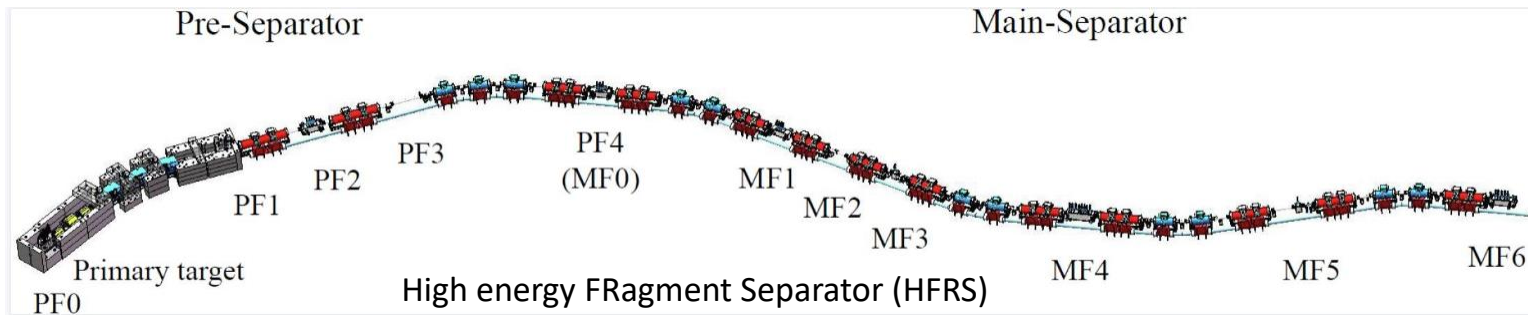 Pre-Separator
Main-Separator
PF0
Primary target
PF1
PF2
PF3
PF4
(MF0)
MF1
MF2
MF3
MF4
MF5
MF6
High energy FRagment Separator (HFRS)